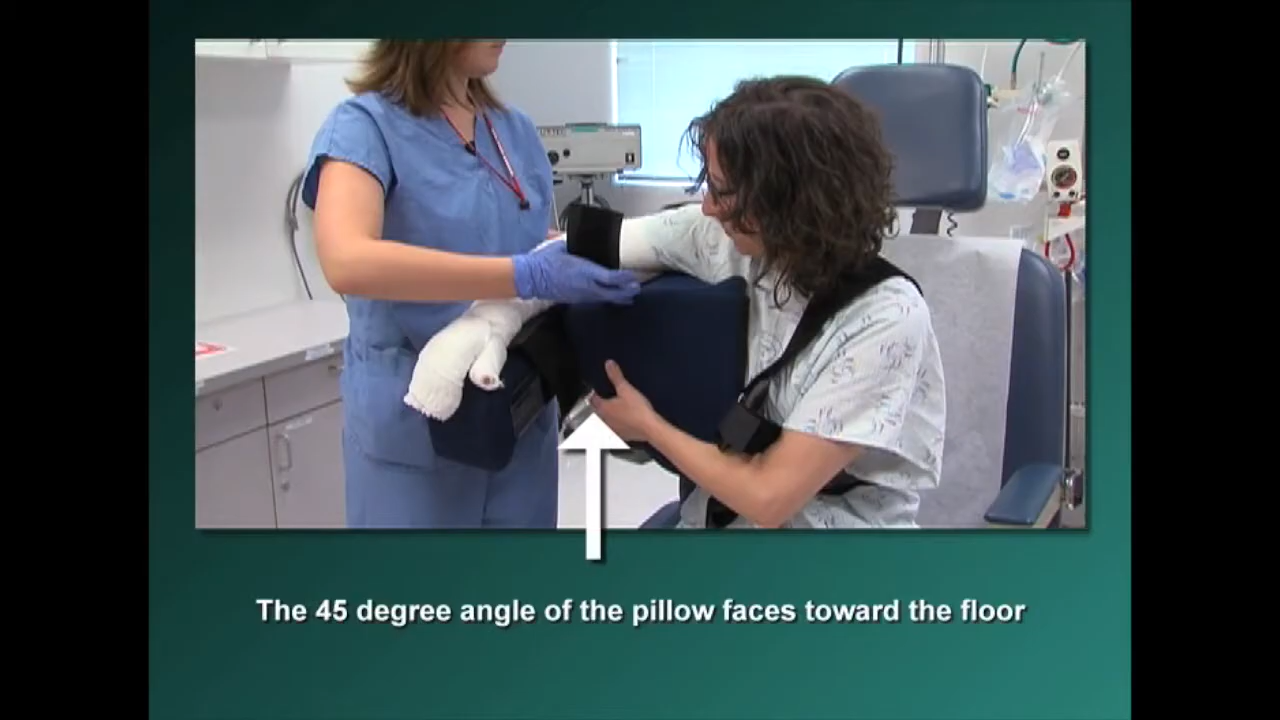 The 45 degree angle of the pillow faces toward the floor